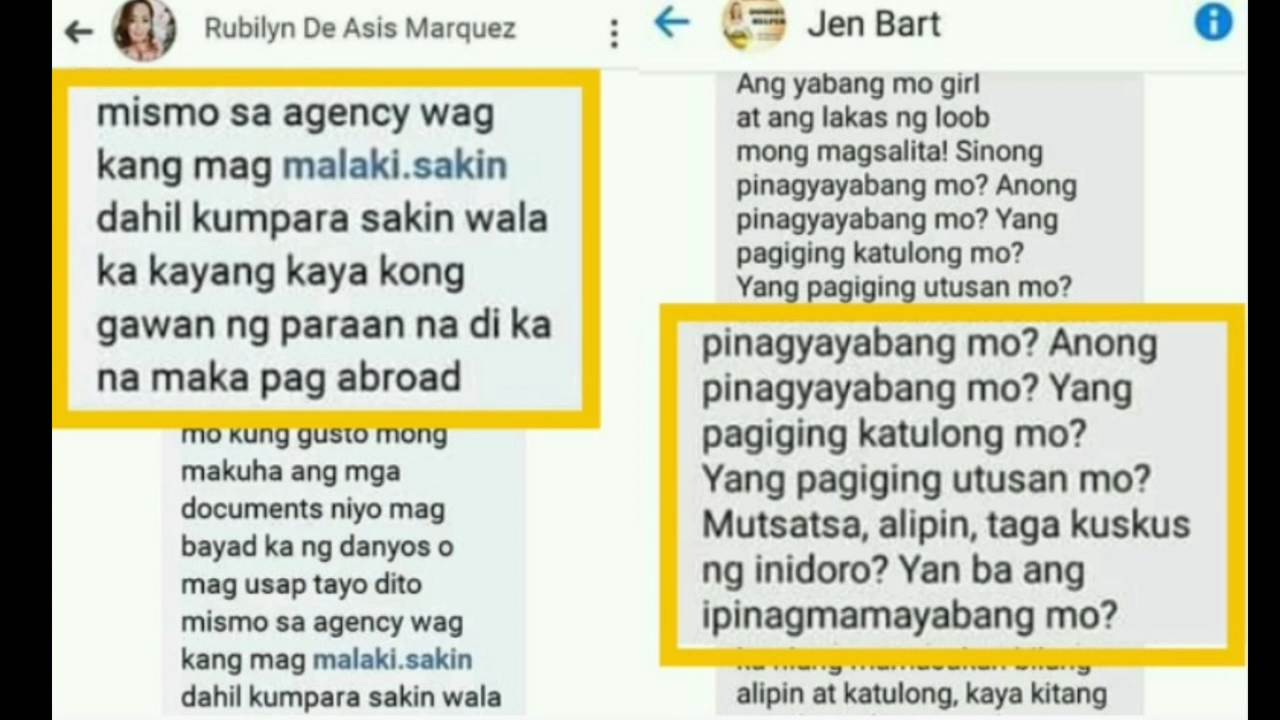 Rubilyn De Asis Marquez
mismo sa agency wag
kang mag malaki.sakin
dahil kumpara sakin wala
ka kayang kaya kong
gawan ng paraan na di ka
na maka pag abroad
mo kung gusto mong
makuha ang mga
documents niyo mag
bayad ka ng danyos o
mag usap tayo dito
mismo sa agency wag
kang mag malaki.sakin
dahil kumpara sakin wala
Jen Bart
Ang yabang mo girl
at ang lakas ng loob
mong magsalita! Sinong
pinagyayabang mo? Anong
pinagyayabang mo? Yang
pagiging katulong mo?
Yang pagiging utusan mo?
pinagyayabang mo? Anong
pinagyayabang mo? Yang
pagiging katulong mo?
Yang pagiging utusan mo?
Mutsatsa, alipin, taga kuskus
ng inidoro? Yan ba ang
ipinagmamayabang mo?
alipin at katulong, kaya kitang